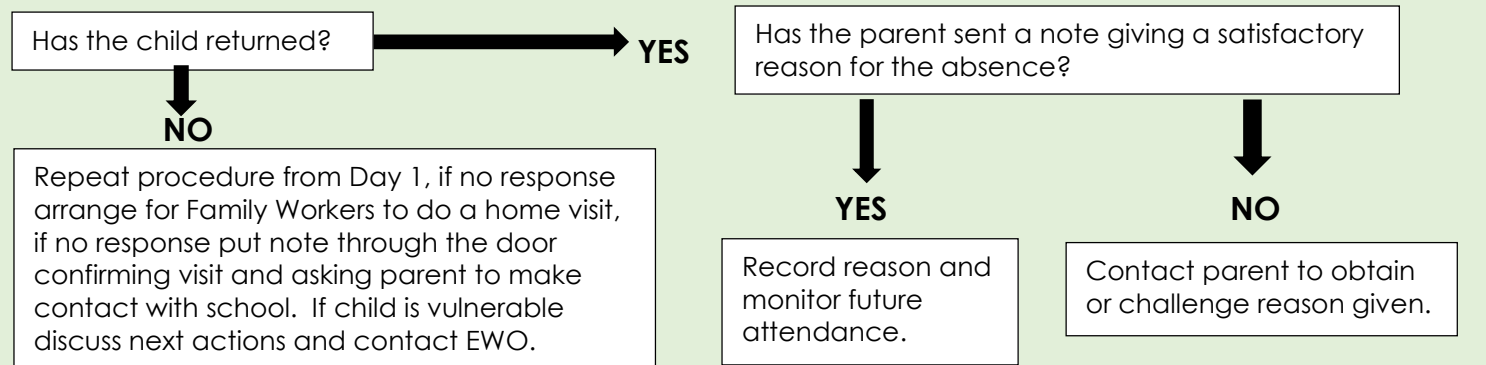 Has the child returned?
YES
Has the parent sent a note giving a satisfactory
reason for the absence?
NO
Repeat procedure from Day 1, if no response
arrange for Family Workers to do a home visit,
if no response put note through the door
confirming visit and asking parent to make
contact with school.  If child is vulnerable
discuss next actions and contact EWO.
YES
Record reason and
monitor future
attendance.
NO
Contact parent to obtain
or challenge reason given.